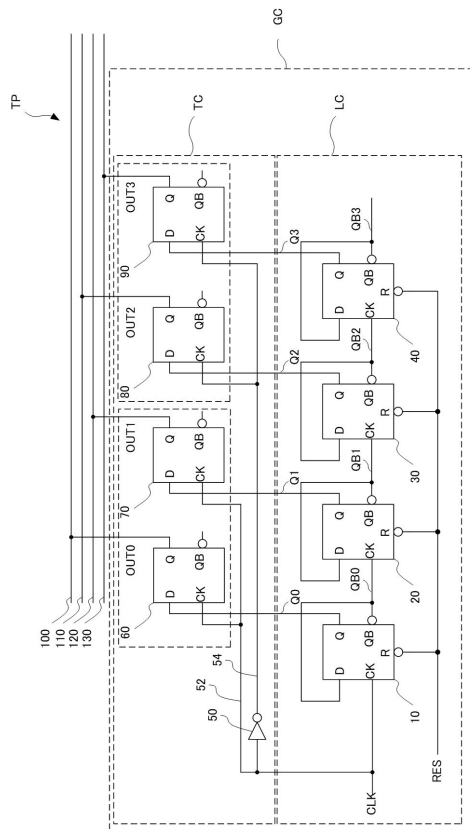 TP
GC
TC
LC
100
110
120
130
OUT0
OUT1
OUT2
OUT3
60
70
80
90
D Q
CK QB
D Q
CK QB
D Q
CK QB
D Q
CK QB
52
54
50
Q0
Q1
Q2
Q3
D Q
CK QB
R
D Q
CK QB
R
D Q
CK QB
R
D Q
CK QB
R
QB0
QB1
QB2
QB3
10
20
30
40
CLK
RES